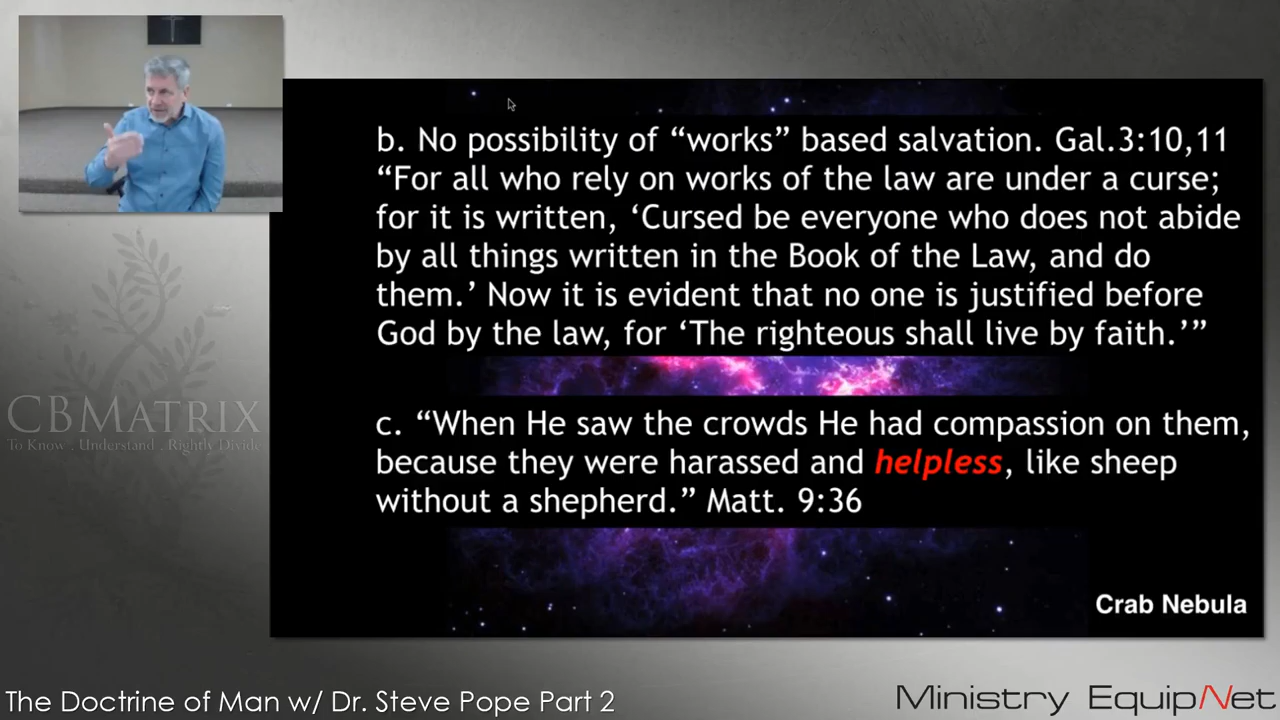 b. No possibility of “works” based salvation. Gal.3:10,11
“For all who rely on works of the law are under a curse;
for it is written, ‘Cursed be everyone who does not abide
by all things written in the Book of the Law, and do
them.’ Now it is evident that no one is justified before
God by the law, for ‘The righteous shall live by faith.’”
c. “When He saw the crowds He had compassion on them,
because they were harassed and helpless, like sheep
without a shepherd.” Matt. 9:36
Crab Nebula
CBMATRIX
To Know . Understand . Rightly Divide
The Doctrine of Man w/ Dr. Steve Pope Part 2
Ministry EquipNet